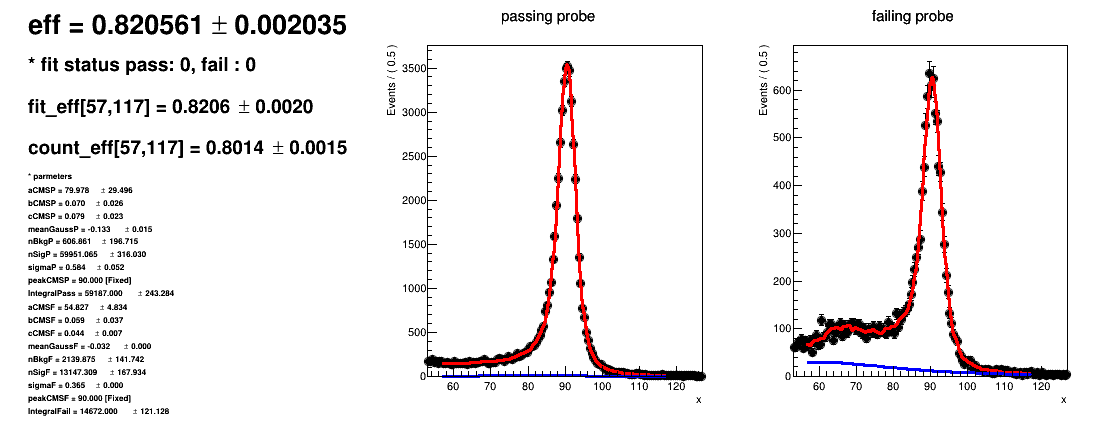 eff = 0.820561 ± 0.002035
* fit status pass: 0, fail : 0
fit_eff[57,117] = 0.8206 ± 0.0020
count_eff[57,117] = 0.8014 ± 0.0015
* parmeters
aCMSP = 79.978 ± 29.496
bCMSP = 0.070 ± 0.026
cCMSP = 0.079 ± 0.023
meanGaussP = -0.133 ± 0.015
nBkgP = 606.861 ± 196.715
nSigP = 59951.065 ± 316.030
sigmaP = 0.584 ± 0.052
peakCMSP = 90.000 [Fixed]
IntegralPass = 59187.000 ± 243.284
aCMSF = 54.827 ± 4.834
bCMSF = 0.059 ± 0.037
cCMSF = 0.044 ± 0.007
meanGaussF = -0.032 ± 0.000
nBkgF = 2139.875 ± 141.742
nSigF = 13147.309 ± 167.934
sigmaF = 0.365 ± 0.000
peakCMSF = 90.000 [Fixed]
IntegralFail = 14672.000 ± 121.128
passing probe
Events / ( 0.5 )
3500
3000
2500
2000
1500
1000
500
0
60 70 80 90 100 110 120
x
failing probe
Events / ( 0.5 )
600
500
400
300
200
100
0
60 70 80 90 100 110 120
x